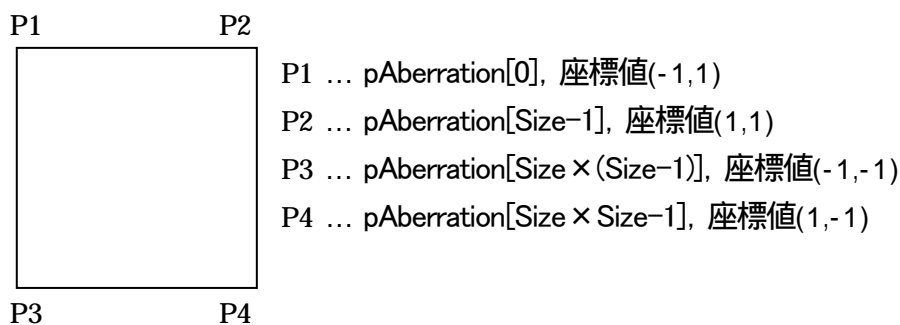 P1 P2
P1 … pAberration[0], 座標値(-1,1)
P2 … pAberration[Size-1], 座標値(1,1)
P3 … pAberration[Size×(Size-1)], 座標値(-1,-1)
P4 … pAberration[Size×Size-1], 座標値(1,-1)
P3 P4